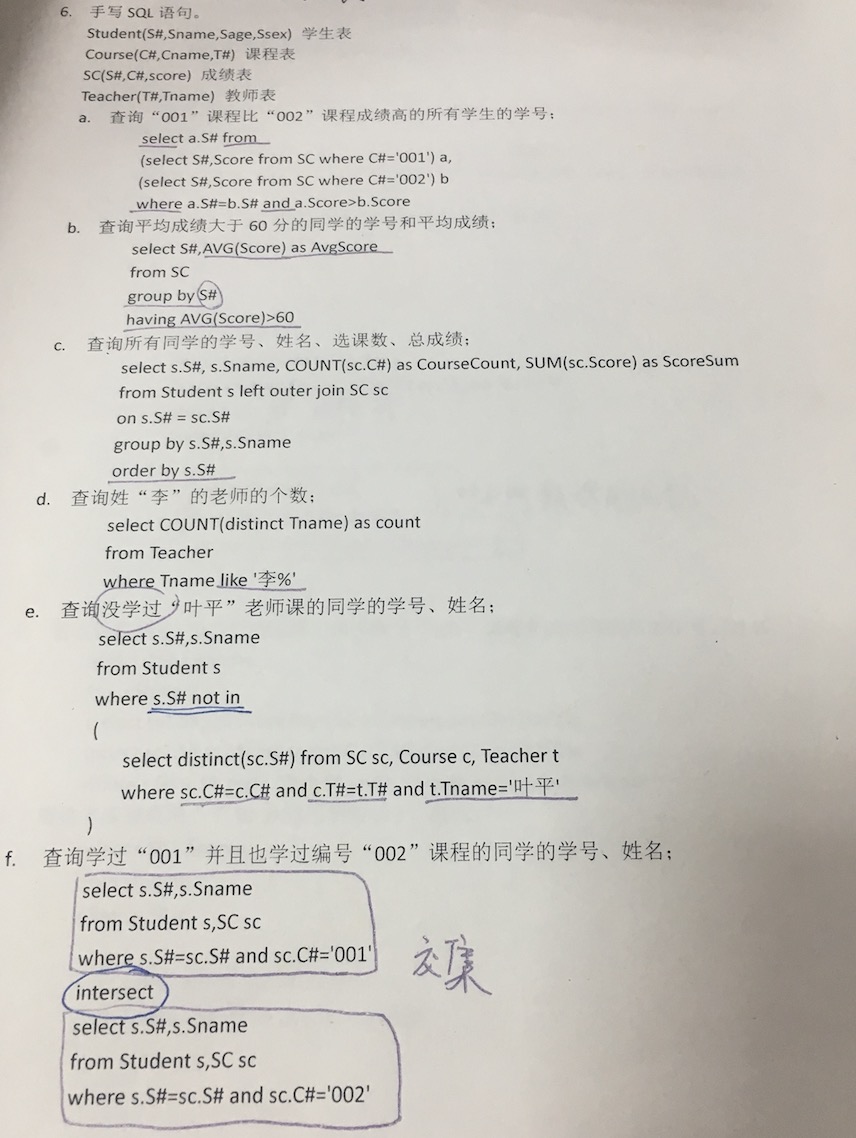 6. 手写 SQL 语句。
Student(S#,Sname,Sage,Ssex) 学生表
Course(C#,Cname,T#) 课程表
SC(S#,C#,score) 成绩表
Teacher(T#,Tname) 教师表
a. 查询“001”课程比“002”课程成绩高的所有学生的学号;
select a.S# from
(select S#,Score from SC where C#='001') a,
(select S#,Score from SC where C#='002') b
where a.S#=b.S# and a.Score>b.Score
b. 查询平均成绩大于 60 分的同学的学号和平均成绩;
select S#,AVG(Score) as AvgScore
from SC
group by S#
having AVG(Score)>60
c. 查询所有同学的学号、姓名、选课数、总成绩;
select s.S#, s.Sname, COUNT(sc.C#) as CourseCount, SUM(sc.Score) as ScoreSum
from Student s left outer join SC sc
on s.S# = sc.S#
group by s.S#,s.Sname
order by s.S#
d. 查询姓“李”的老师的个数;
select COUNT(distinct Tname) as count
from Teacher
where Tname like '李%'
e. 查询没学过“叶平”老师课的同学的学号、姓名;
select s.S#,s.Sname
from Student s
where s.S# not in
(
select distinct(sc.S#) from SC sc, Course c, Teacher t
where sc.C#=c.C# and c.T#=t.T# and t.Tname='叶平'
)
f. 查询学过“001”并且也学过编号“002”课程的同学的学号、姓名;
select s.S#,s.Sname
from Student s,SC sc
where s.S#=sc.S# and sc.C#='001'
交集
intersect
select s.S#,s.Sname
from Student s,SC sc
where s.S#=sc.S# and sc.C#='002'